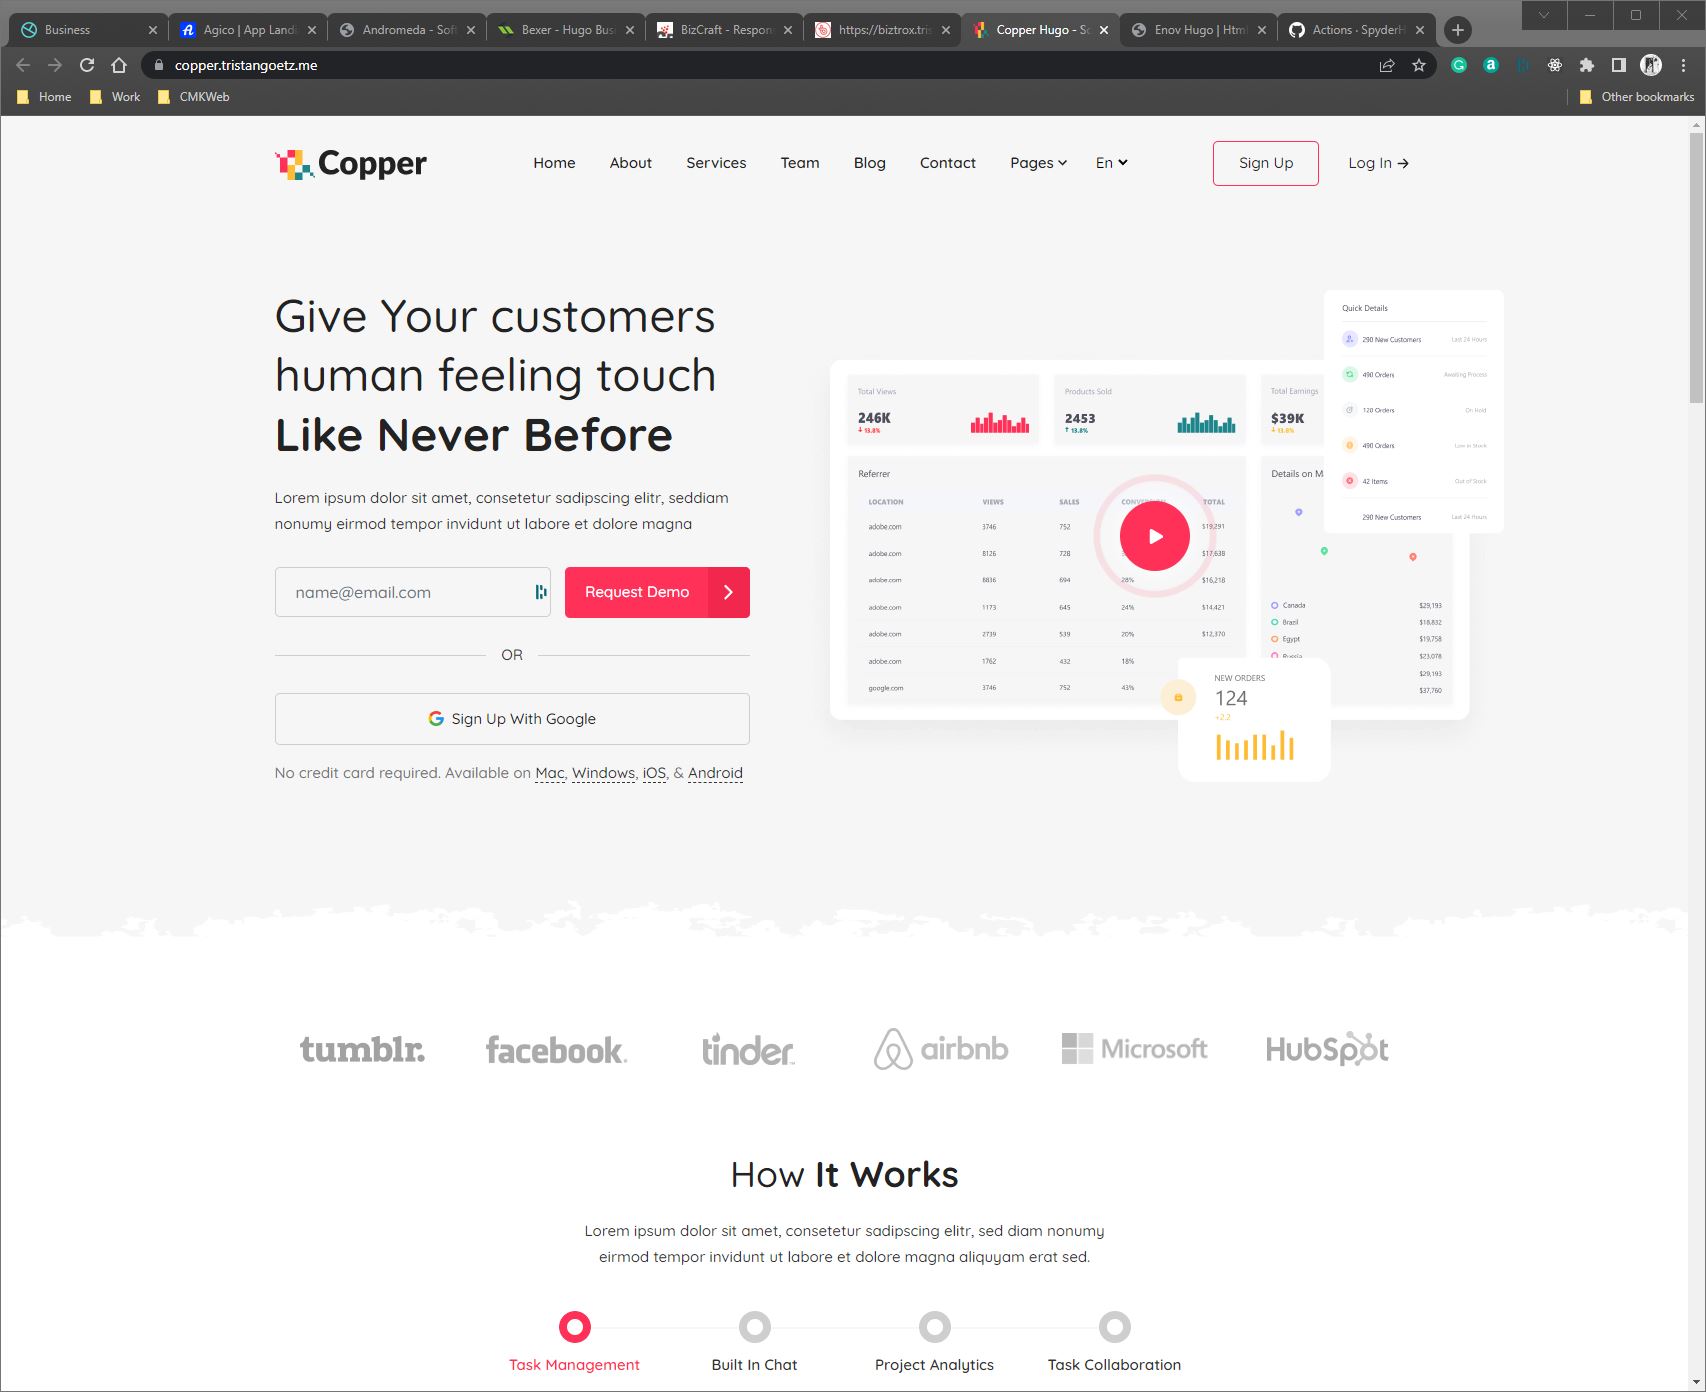 Business
Agico | App Landi
Andromeda - Soft
Bexer - Hugo Busi
BizCraft - Respon
https://biztrox.tris
Copper Hugo - So
Enov Hugo | Html
Actions · SpyderH
copper.tristangoetz.me
Home
Work
CMKWeb
Other bookmarks
Copper
Home
About
Services
Team
Blog
Contact
Pages
En
Sign Up
Log In →
Give Your customers
human feeling touch
Like Never Before
Lorem ipsum dolor sit amet, consetetur sadipscing elitr, seddiam
nonumy eirmod tempor invidunt ut labore et dolore magna
name@email.com
Request Demo
OR
Sign Up With Google
No credit card required. Available on Mac, Windows, iOS, & Android
Quick Details
290 New Customers Last 24 Hours
490 Orders Awaiting Process
120 Orders On Hold
490 Orders Low in Stock
42 Items Out of Stock
290 New Customers Last 24 Hours
Total Views
246K
↓ 13.8%
Products Sold
2453
↑ 13.8%
Total Earnings
$39K
↓ 13.8%
Referrer
LOCATION VIEWS SALES TOTAL
adobe.com 3746 752 $19,291
adobe.com 8126 728 $17,638
adobe.com 8836 694 28% $16,218
adobe.com 1173 645 24% $14,421
adobe.com 2739 539 20% $12,370
adobe.com 1762 432 18%
google.com 3746 752 43%
Details on M
Canada $29,193
Brazil $18,832
Egypt $19,758
Russia $23,078
$29,193
$37,760
NEW ORDERS
124
+2.2
tumblr.
facebook.
tinder
airbnb
Microsoft
HubSpot
How It Works
Lorem ipsum dolor sit amet, consetetur sadipscing elitr, sed diam nonumy
eirmod tempor invidunt ut labore et dolore magna aliquyam erat sed.
Task Management
Built In Chat
Project Analytics
Task Collaboration